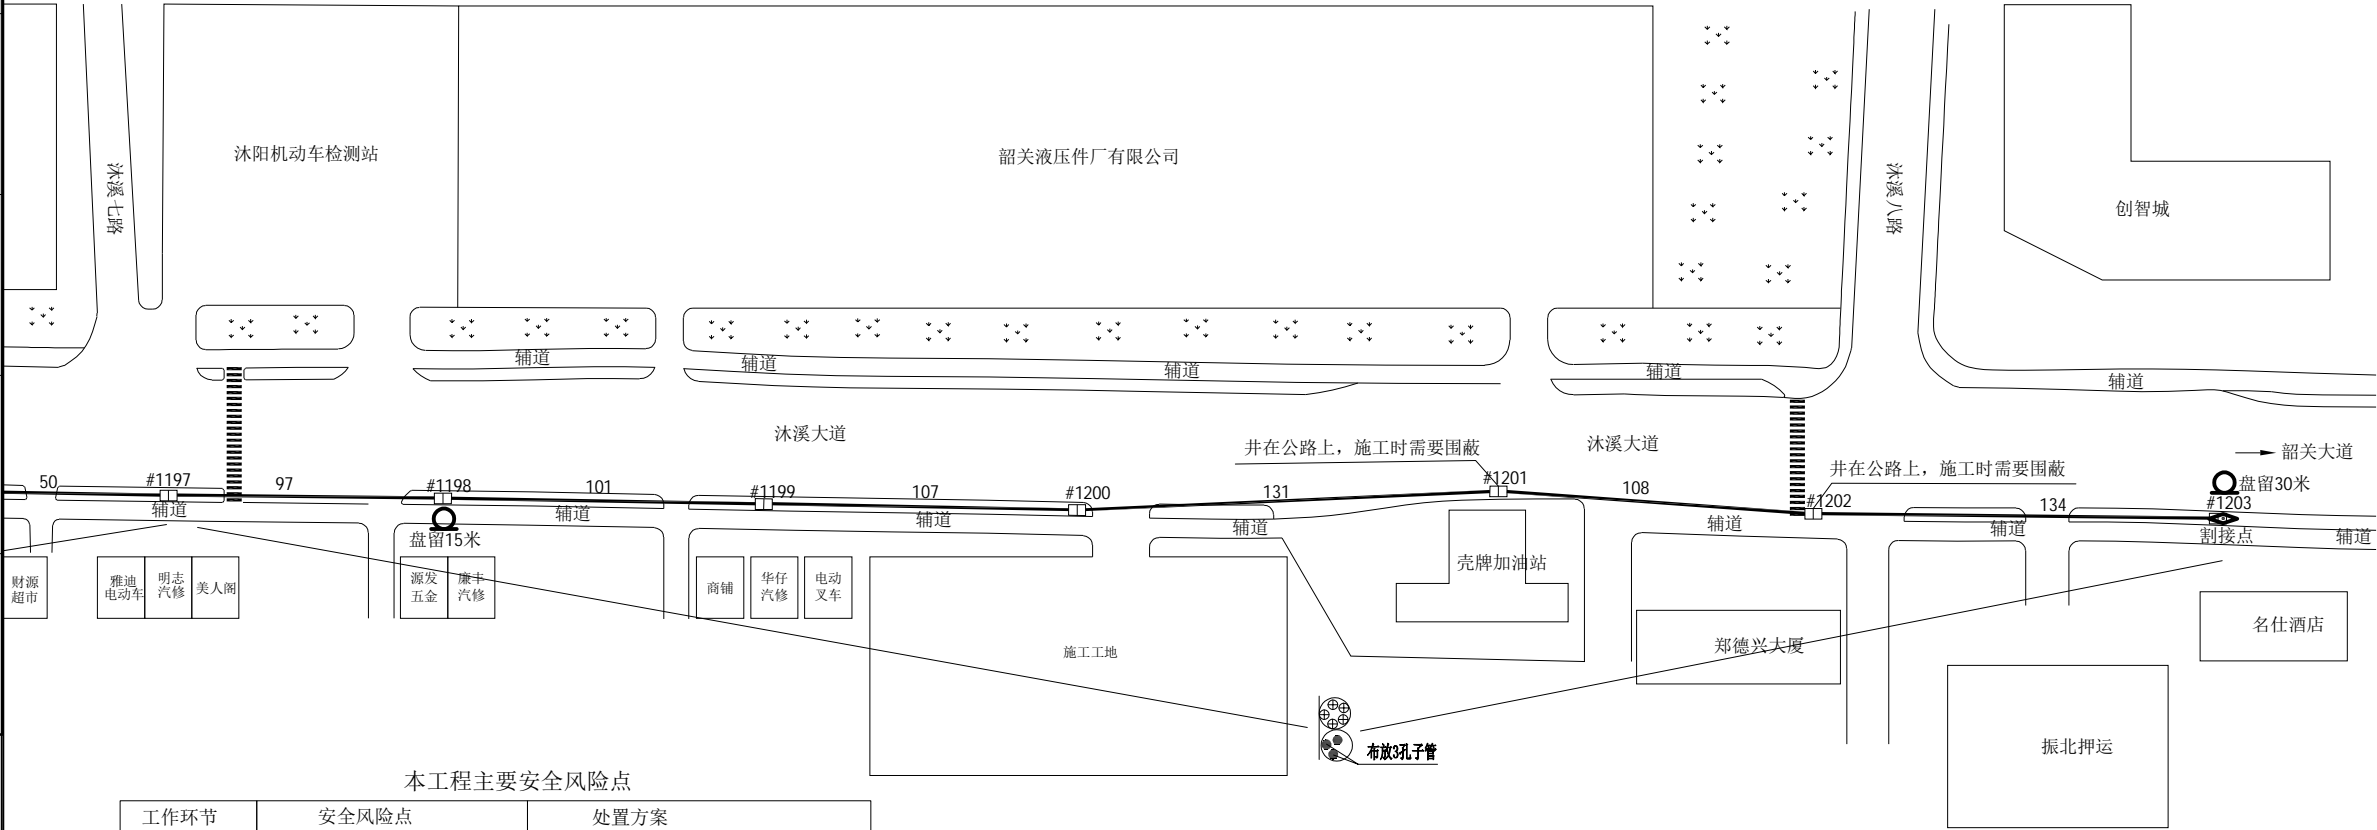 沐阳机动车检测站
韶关液压件厂有限公司
沐溪七路
沐溪八路
创智城
辅道
辅道
辅道
辅道
辅道
沐溪大道
沐溪大道
井在公路上，施工时需要围蔽
井在公路上，施工时需要围蔽
韶关大道
盘留30米
50
#1197
97
#1198
101
#1199
107
#1200
131
#1201
108
#1202
134
#1203
割接点
辅道
辅道
辅道
辅道
辅道
辅道
辅道
盘留15米
财源
超市
雅迪
电动车
明志
汽修
美人阁
源发
五金
廉丰
汽修
商铺
华仔
汽修
电动
叉车
壳牌加油站
施工工地
郑德兴大厦
名仕酒店
振北押运
布放3孔子管
本工程主要安全风险点
工作环节
安全风险点
处置方案